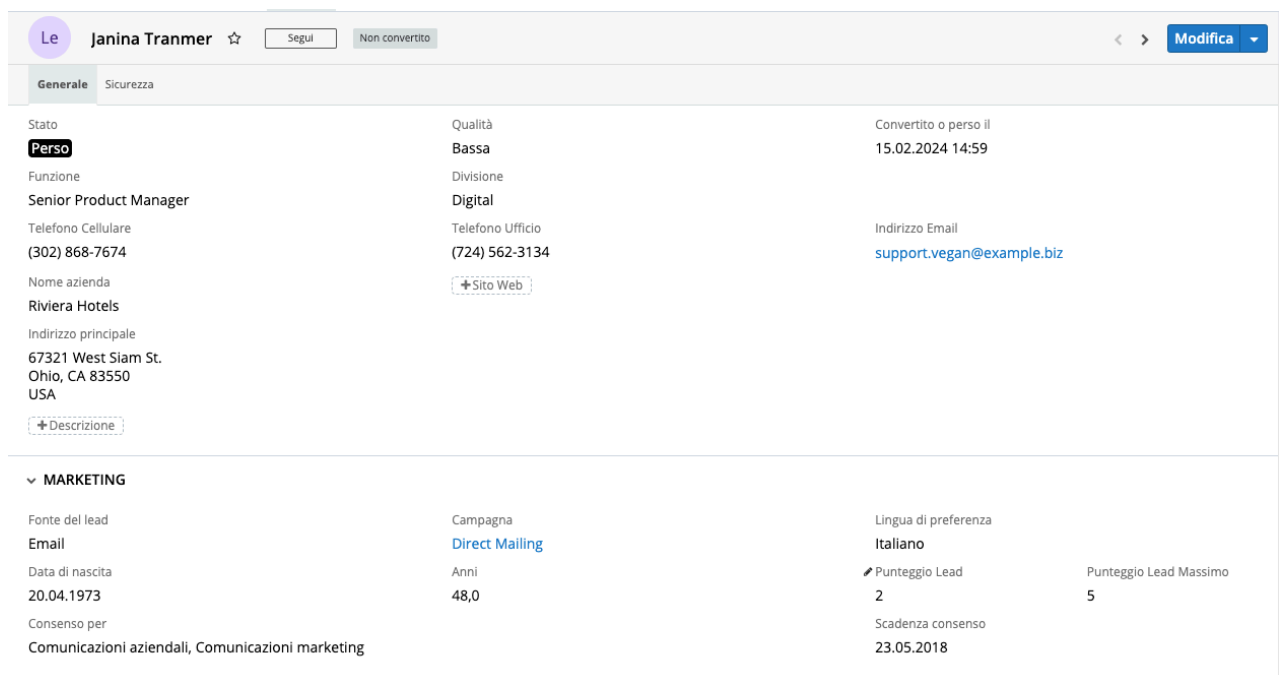 Le Janina Tranmer Segui Non convertito Modifica
Generale Sicurezza
Stato Qualità Convertito o perso il
Perso Bassa 15.02.2024 14:59
Funzione Divisione
Senior Product Manager Digital
Telefono Cellulare Telefono Ufficio Indirizzo Email
(302) 868-7674 (724) 562-3134 support.vegan@example.biz
Nome azienda +Sito Web
Riviera Hotels
Indirizzo principale
67321 West Siam St.
Ohio, CA 83550
USA
+Descrizione
MARKETING
Fonte del lead Campagna Lingua di preferenza
Email Direct Mailing Italiano
Data di nascita Anni Punteggio Lead Punteggio Lead Massimo
20.04.1973 48,0 2 5
Consenso per Scadenza consenso
Comunicazioni aziendali, Comunicazioni marketing 23.05.2018